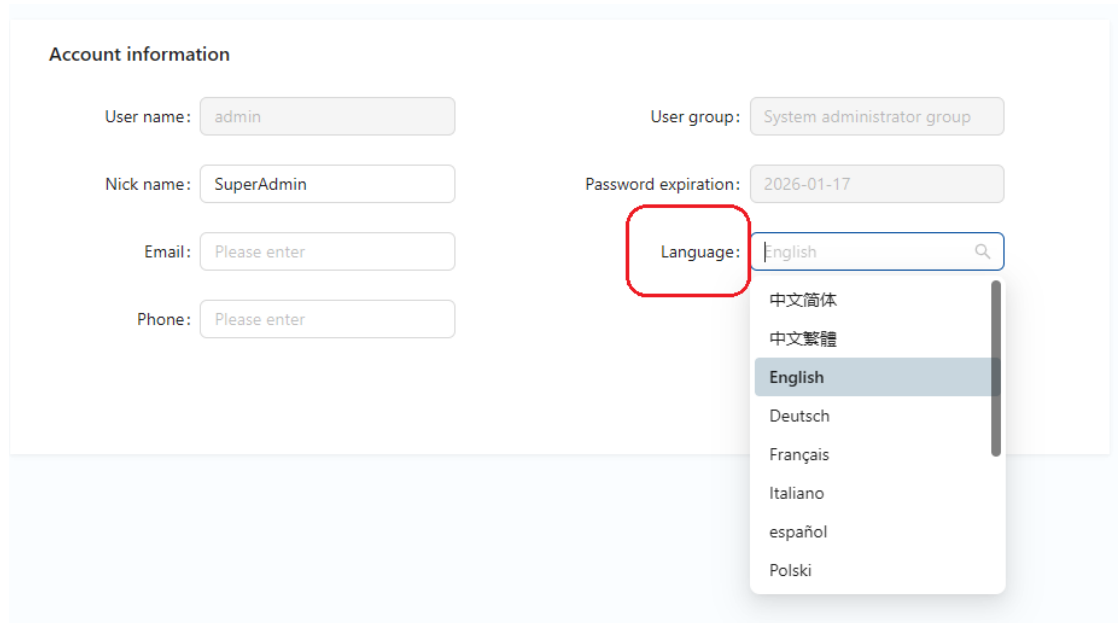 Account information
User name: admin
User group: System administrator group
Nick name: SuperAdmin
Password expiration: 2026-01-17
Email: Please enter
Language: English
Phone: Please enter
中文简体
中文繁體
English
Deutsch
Français
Italiano
español
Polski